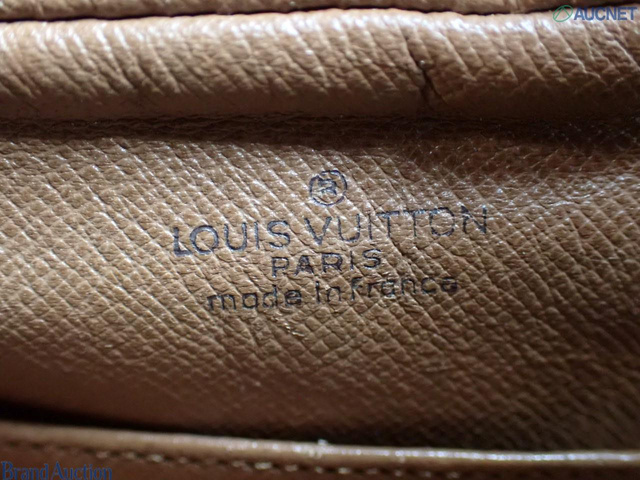 AUCNET
®
LOUIS VUITTON
PARIS
made in France
Brand Auction